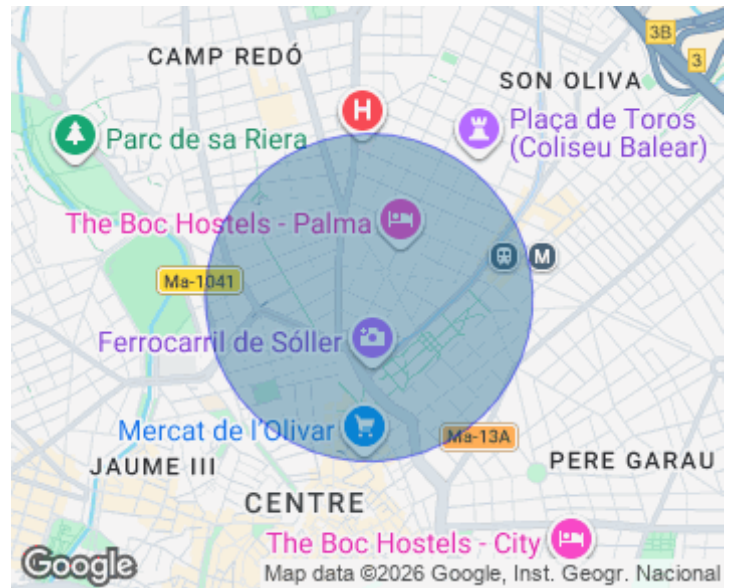 3B
CAMP REDÓ
3
SON OLIVA
H
Plaça de Toros
(Coliseu Balear)
Parc de sa Riera
The Boc Hostels - Palma
M
Ma-1041
Ferrocarril de Sóller
Mercat de l'Olivar
Ma-13A
JAUME III
PERE GARAU
CENTRE
The Boc Hostels - City
Google
Map data ©2026 Google, Inst. Geogr. Nacional